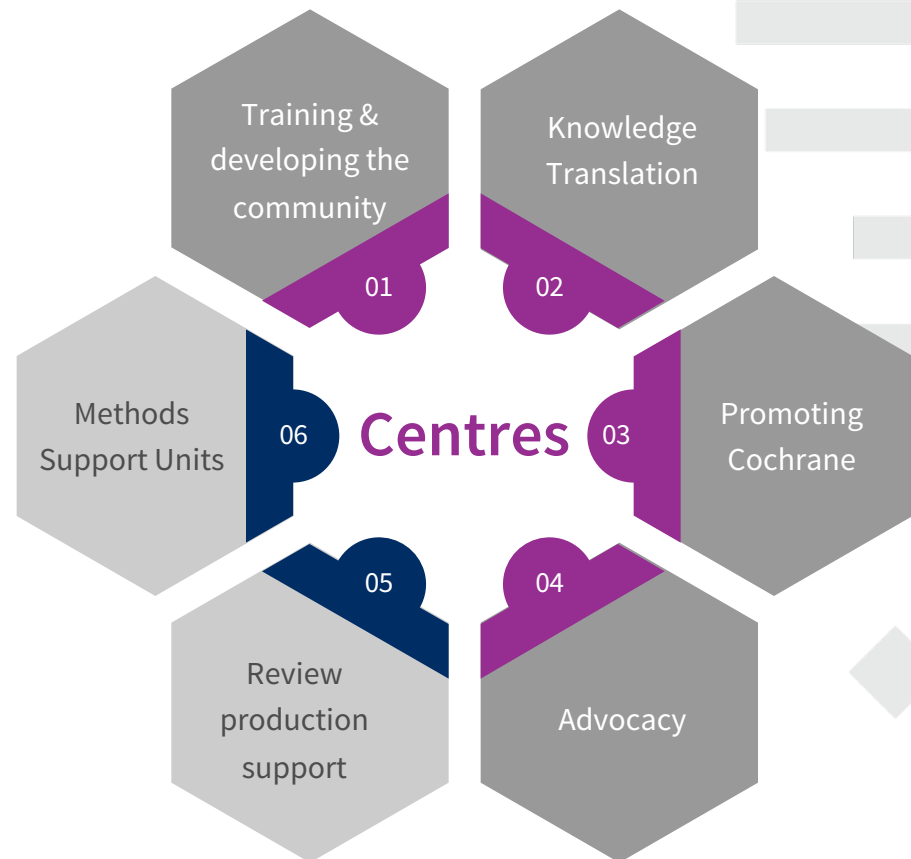 Training &
developing the
community
01
Knowledge
Translation
02
Promoting
Cochrane
03
Centres
Advocacy
04
Review
production
support
05
Methods
Support Units
06